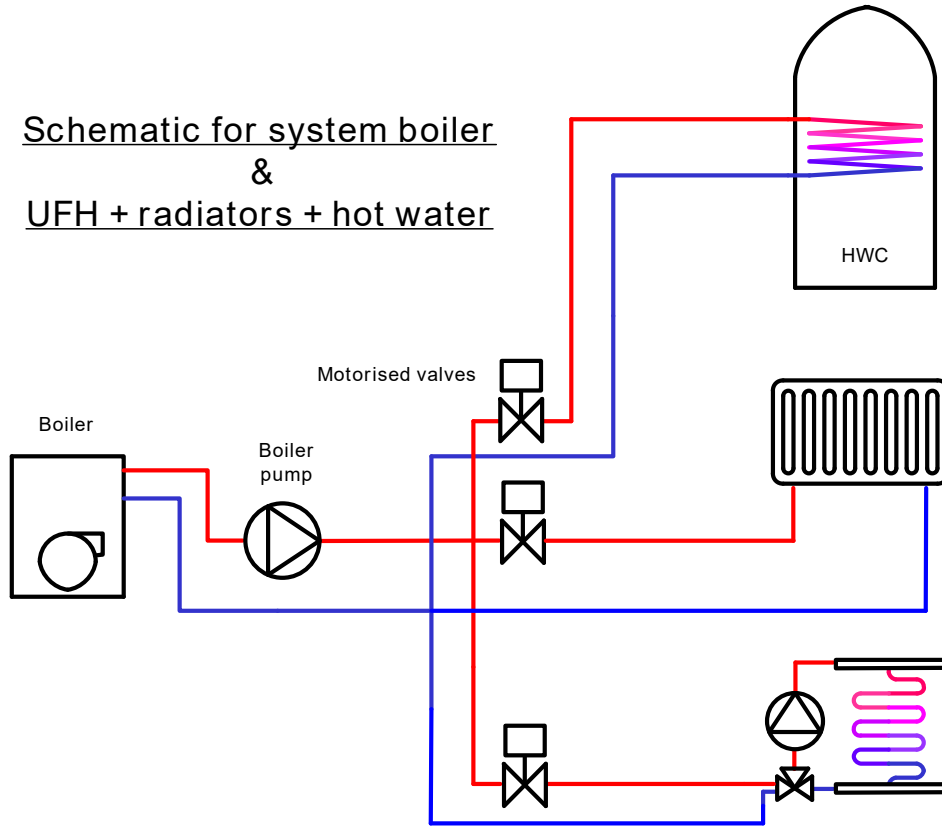 Schematic for system boiler
&
UFH + radiators + hot water
HWC
Motorised valves
Boiler
Boiler
pump